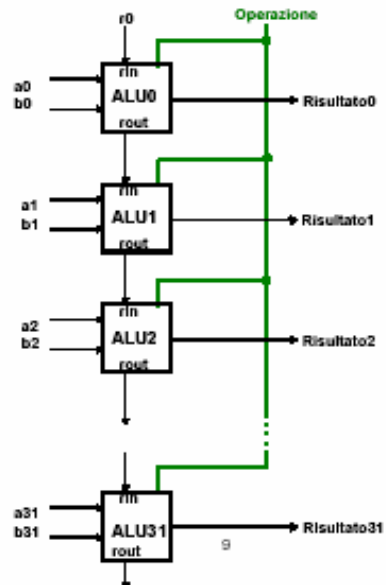 r0 Operazione
rin
a0
b0
ALU0
Risultato0
rout
rin
a1
b1
ALU1
Risultato1
rout
rin
a2
b2
ALU2
Risultato2
rout
rin
a31
b31
ALU31
Risultato31
rout
9